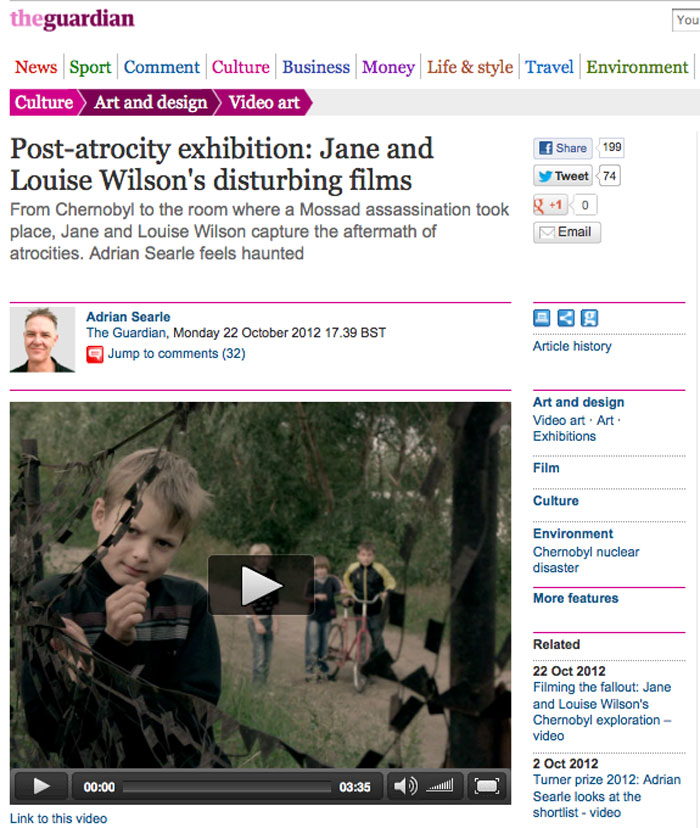 theguardian
You
News
Sport
Comment
Culture
Business
Money
Life & style
Travel
Environment
Culture
Art and design
Video art
Post-atrocity exhibition: Jane and
Louise Wilson's disturbing films
From Chernobyl to the room where a Mossad assassination took
place, Jane and Louise Wilson capture the aftermath of
atrocities. Adrian Searle feels haunted
Share 199
Tweet 74
+1 0
Email
Adrian Searle
The Guardian, Monday 22 October 2012 17.39 BST
Jump to comments (32)
Article history
Art and design
Video art · Art ·
Exhibitions
Film
Culture
Environment
Chernobyl nuclear
disaster
More features
Related
22 Oct 2012
Filming the fallout: Jane
and Louise Wilson's
Chernobyl exploration –
video
2 Oct 2012
Turner prize 2012: Adrian
Searle looks at the
shortlist - video
00:00
03:35
Link to this video